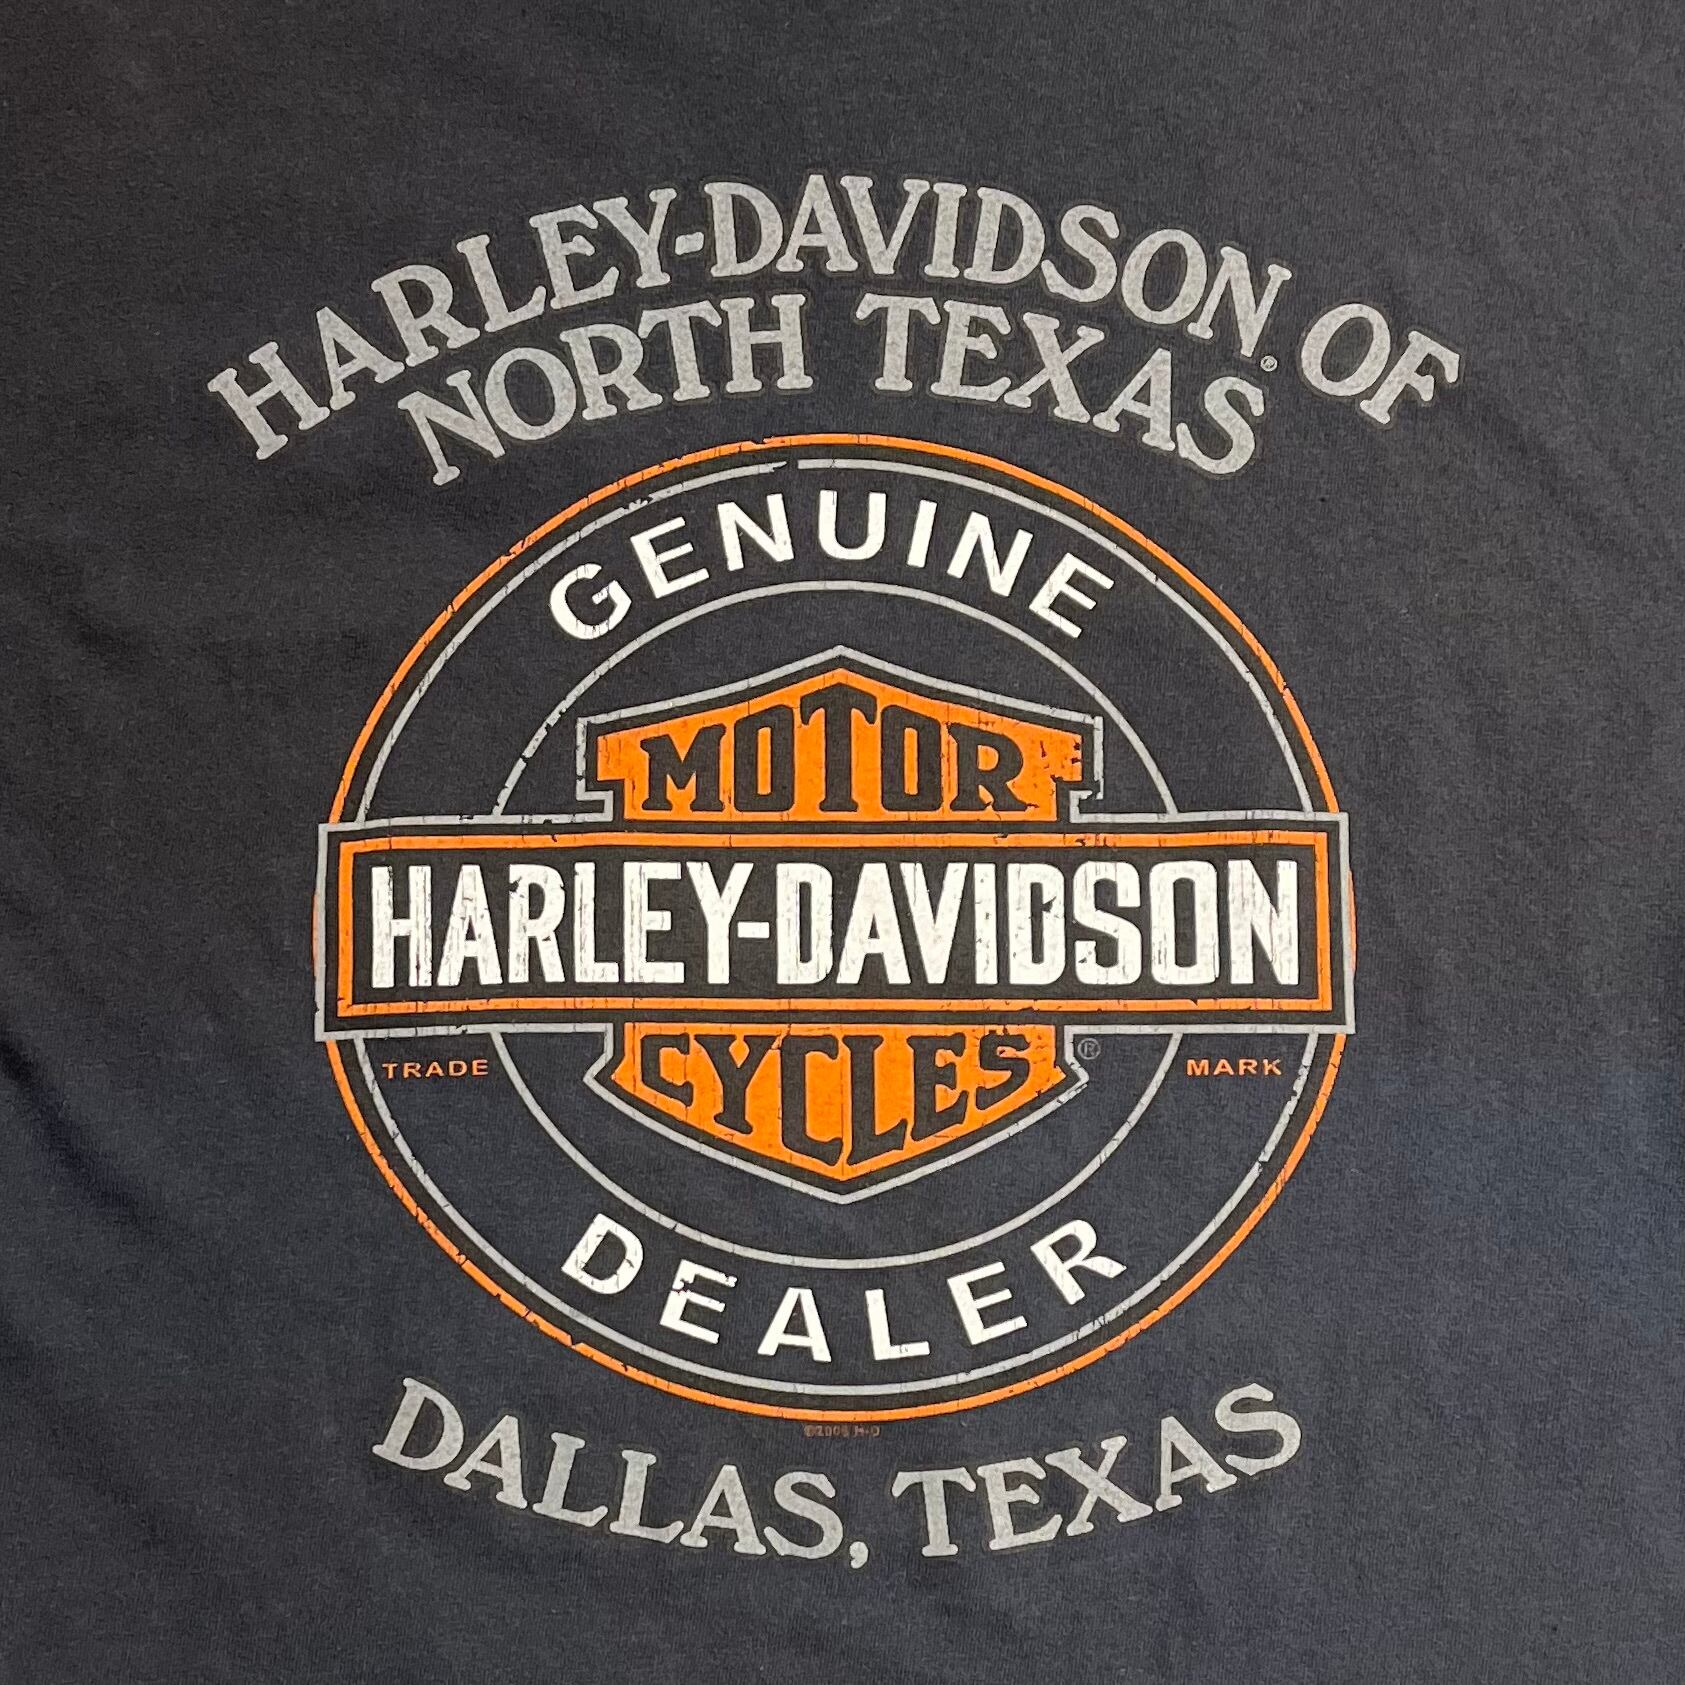 HARLEY-DAVIDSON® OF
NORTH TEXAS
GENUINE
MOTOR
HARLEY-DAVIDSON
CYCLES®
TRADE MARK
DEALER
H-D
DALLAS, TEXAS